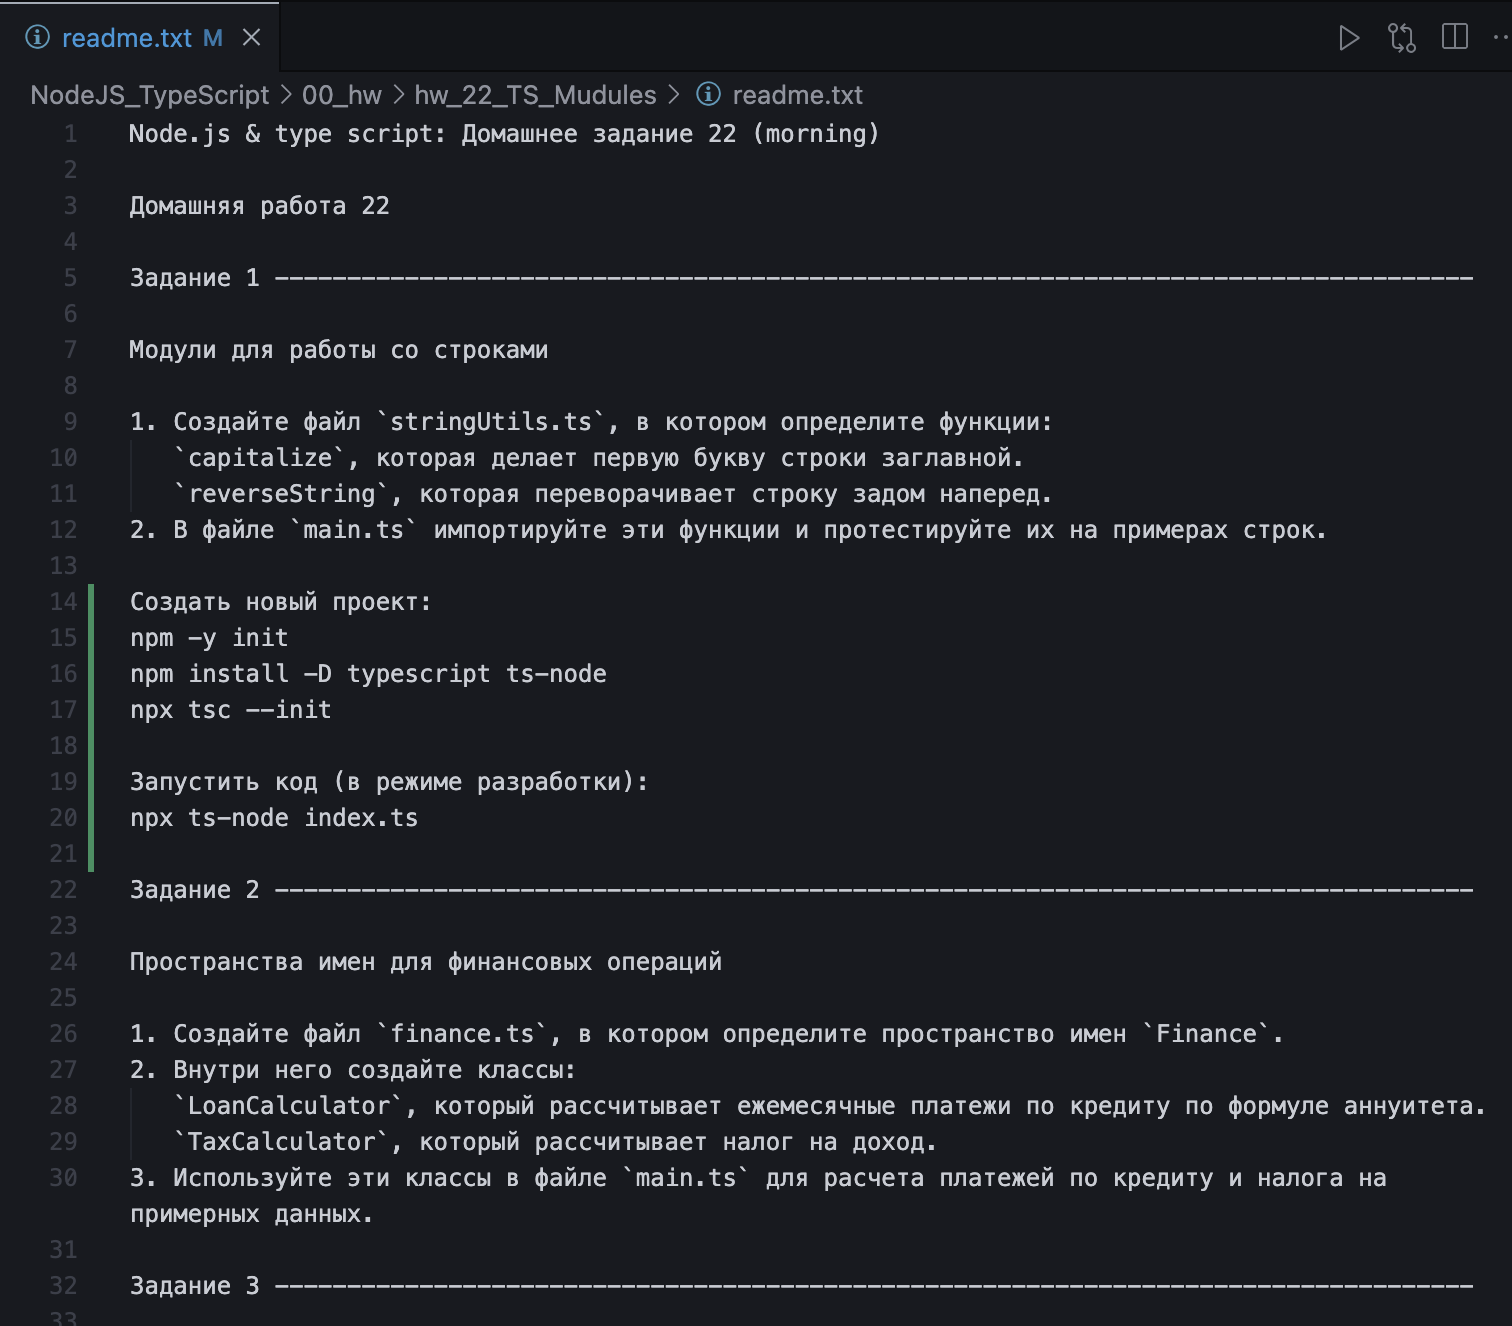 readme.txt M
NodeJS_TypeScript > 00_hw > hw_22_TS_Mudules > readme.txt
1 Node.js & type script: Домашнее задание 22 (morning)
2
3 Домашняя работа 22
4
5 Задание 1 -----------------------------------------------------------------------------------
6
7 Модули для работы со строками
8
9 1. Создайте файл `stringUtils.ts`, в котором определите функции:
10 `capitalize`, которая делает первую букву строки заглавной.
11 `reverseString`, которая переворачивает строку задом наперед.
12 2. В файле `main.ts` импортируйте эти функции и протестируйте их на примерах строк.
13
14 Создать новый проект:
15 npm -y init
16 npm install -D typescript ts-node
17 npx tsc --init
18
19 Запустить код (в режиме разработки):
20 npx ts-node index.ts
21
22 Задание 2 -----------------------------------------------------------------------------------
23
24 Пространства имен для финансовых операций
25
26 1. Создайте файл `finance.ts`, в котором определите пространство имен `Finance`.
27 2. Внутри него создайте классы:
28 `LoanCalculator`, который рассчитывает ежемесячные платежи по кредиту по формуле аннуитета.
29 `TaxCalculator`, который рассчитывает налог на доход.
30 3. Используйте эти классы в файле `main.ts` для расчета платежей по кредиту и налога на
примерных данных.
31
32 Задание 3 -----------------------------------------------------------------------------------
33